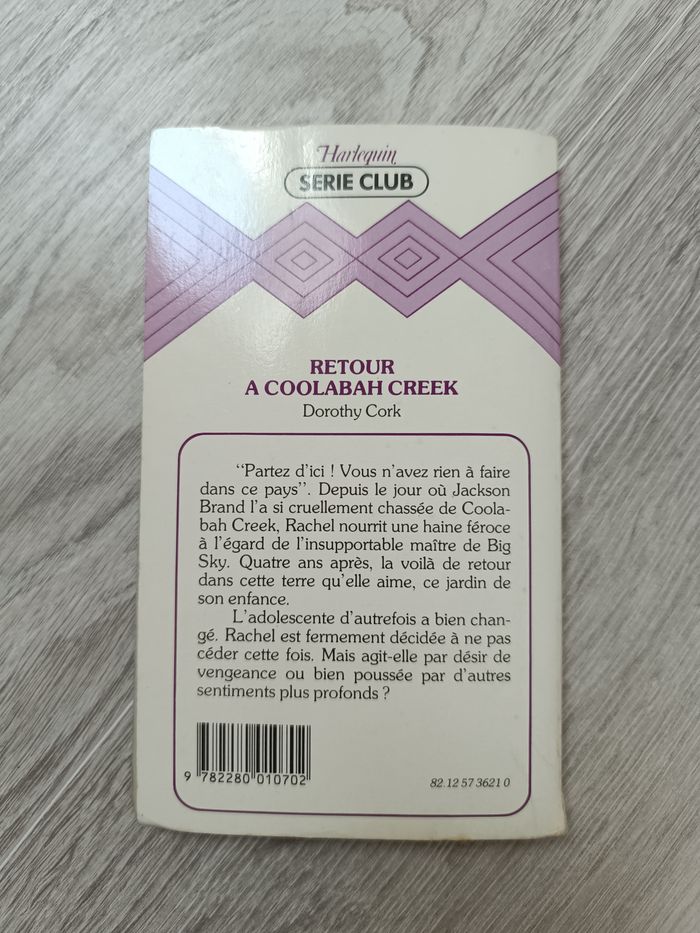 Harlequin
SERIE CLUB
RETOUR
A COOLABAH CREEK
Dorothy Cork
“Partez d’ici ! Vous n’avez rien à faire
dans ce pays”. Depuis le jour où Jackson
Brand l’a si cruellement chassée de Coola-
bah Creek, Rachel nourrit une haine féroce
à l’égard de l’insupportable maître de Big
Sky. Quatre ans après, la voilà de retour
dans cette terre qu’elle aime, ce jardin de
son enfance.
L’adolescente d’autrefois a bien chan-
gé. Rachel est fermement décidée à ne pas
céder cette fois. Mais agit-elle par désir de
vengeance ou bien poussée par d’autres
sentiments plus profonds ?
9 782280 010702
82.12 57 3621 0